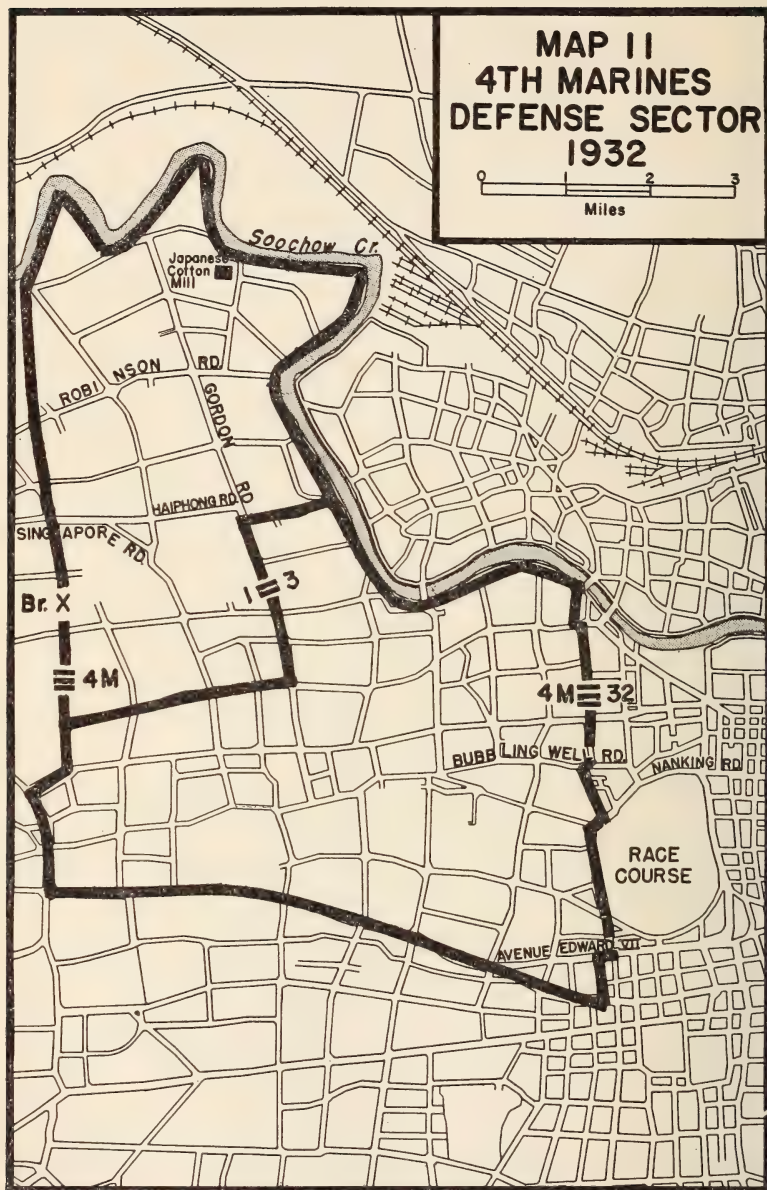 MAP 11
4TH MARINES
DEFENSE SECTOR
1932
0 1 2 3
Miles
Soochow Cr.
Japanese
Cotton
Mill
ROBINSON RD.
GORDON RD.
HAIPHONG RD.
SINGAPORE RD.
1 3
Br. X
4M
4M 32
BUBBLING WELL RD.
NANKING RD.
RACE
COURSE
AVENUE EDWARD VII